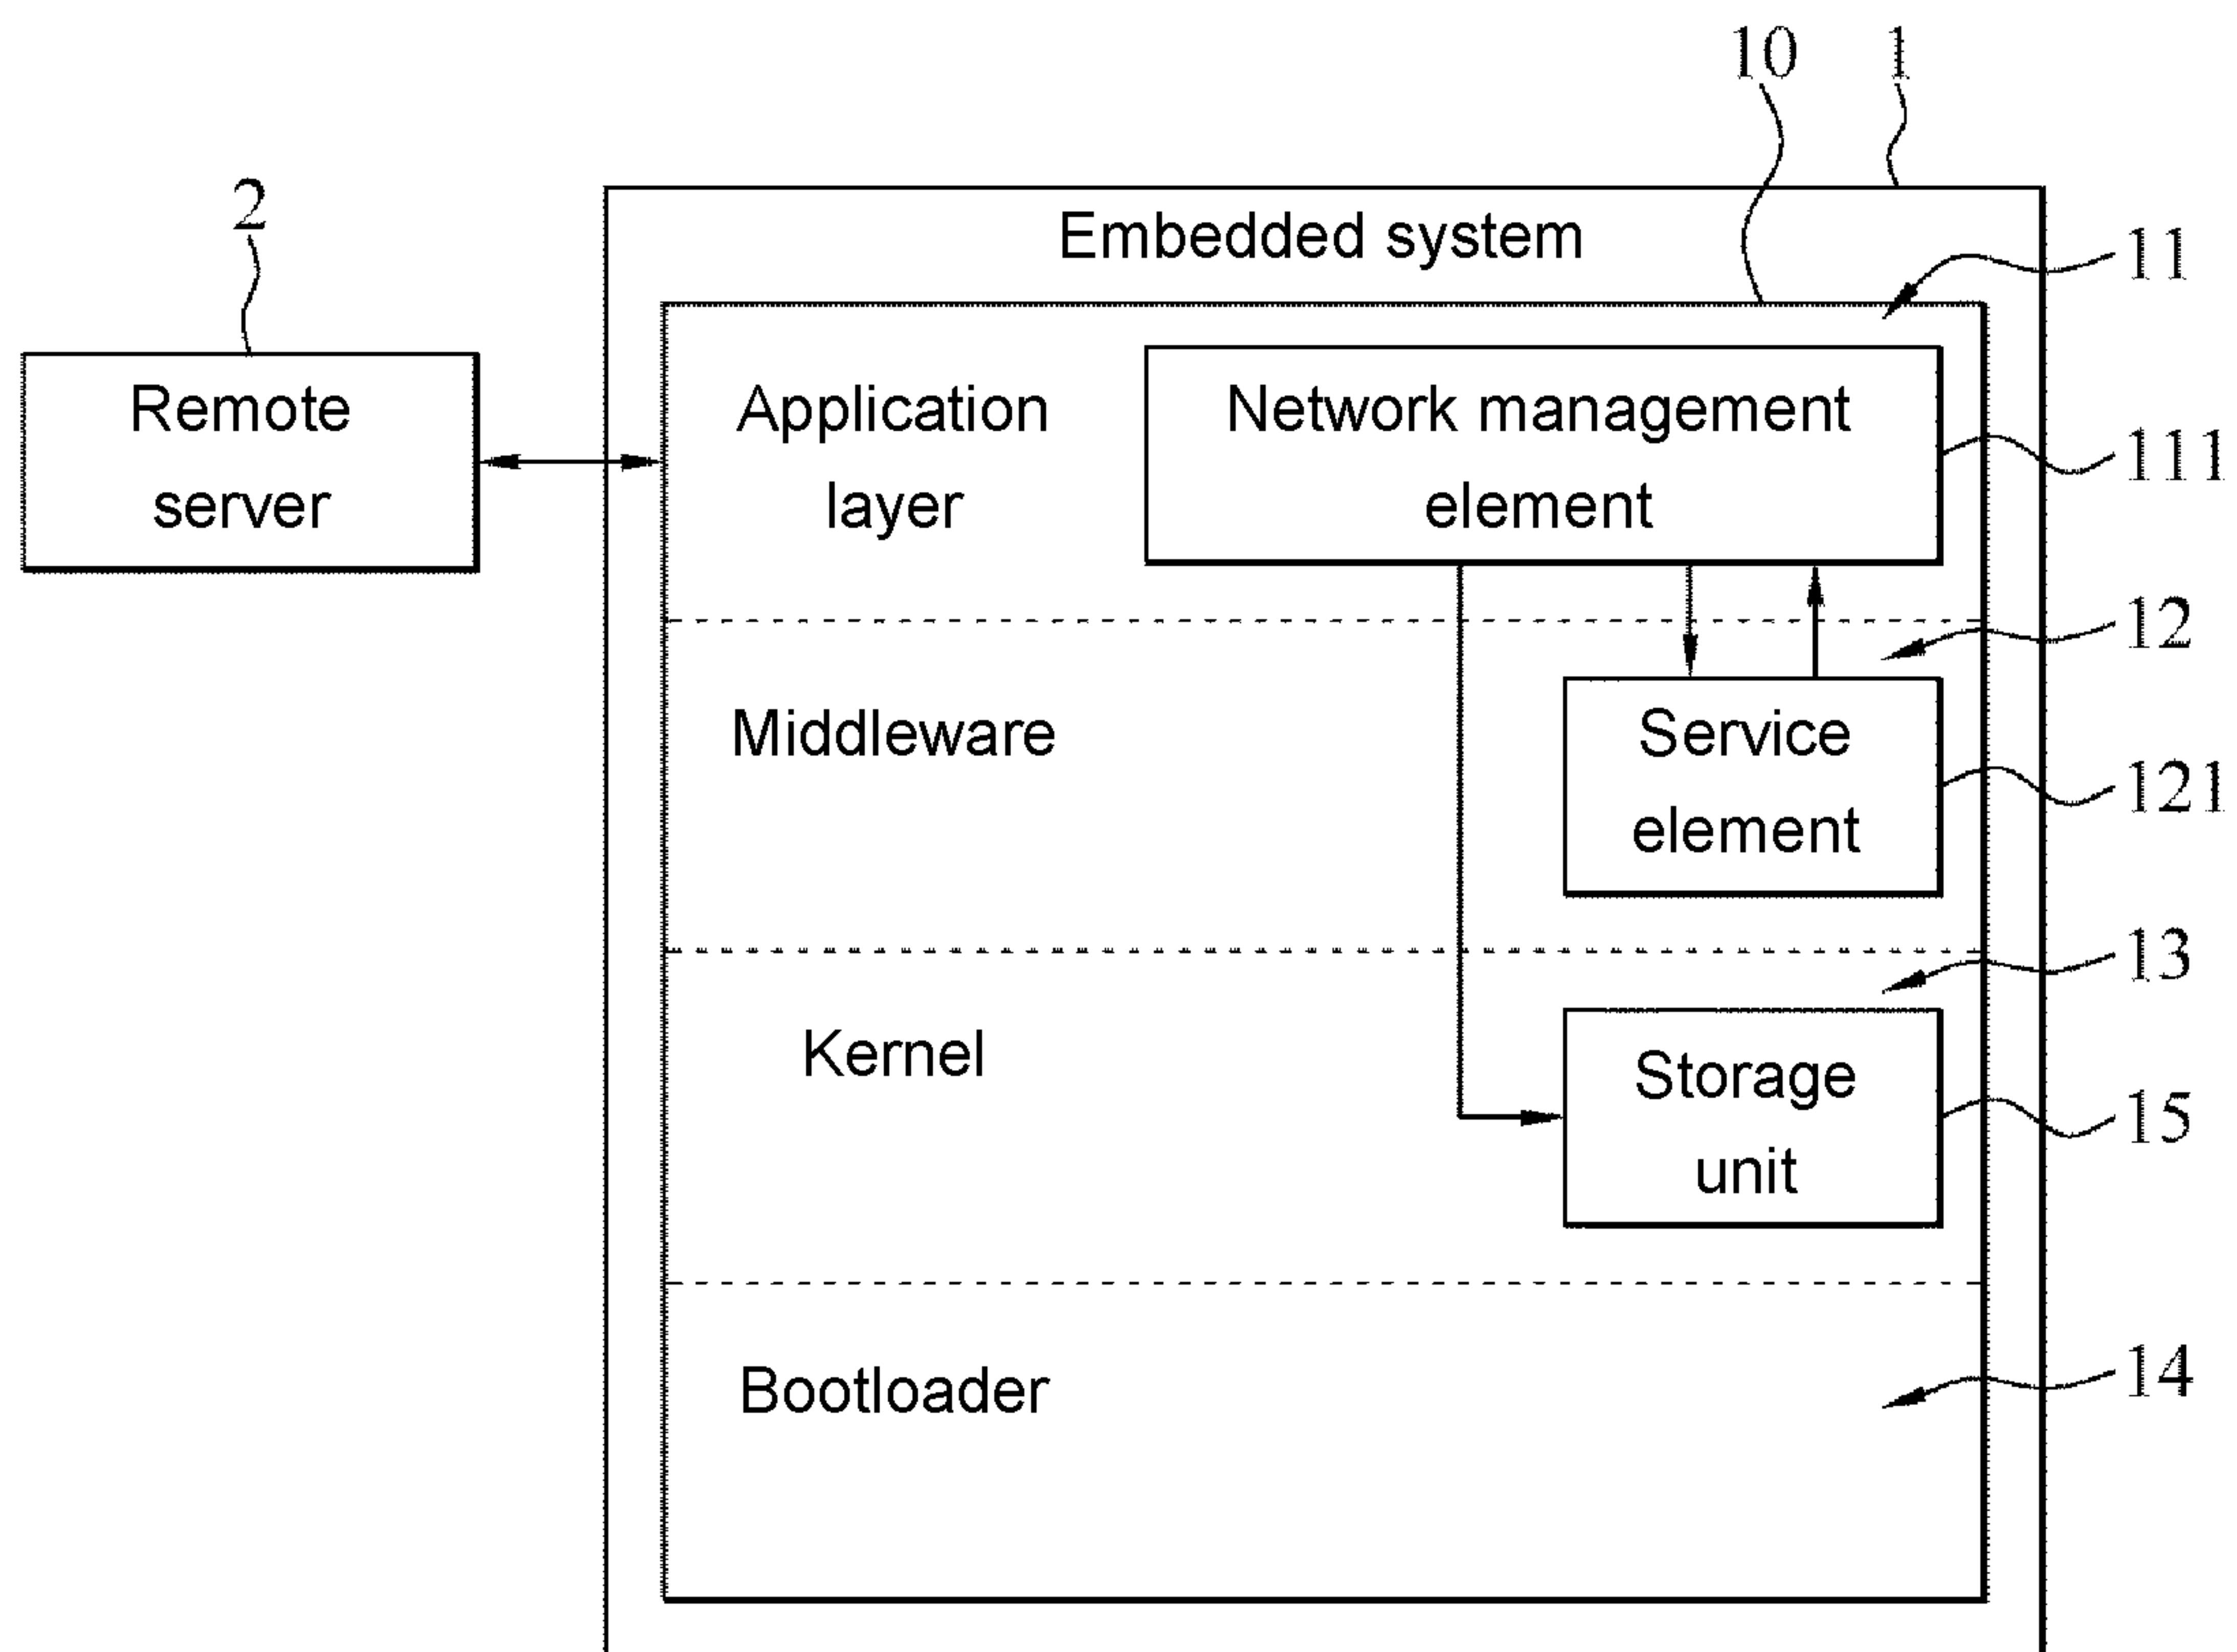 10
1
2
Embedded system
11
Remote
server
Application
layer
Network management
element
111
12
Middleware
Service
element
121
13
Kernel
Storage
unit
15
Bootloader
14